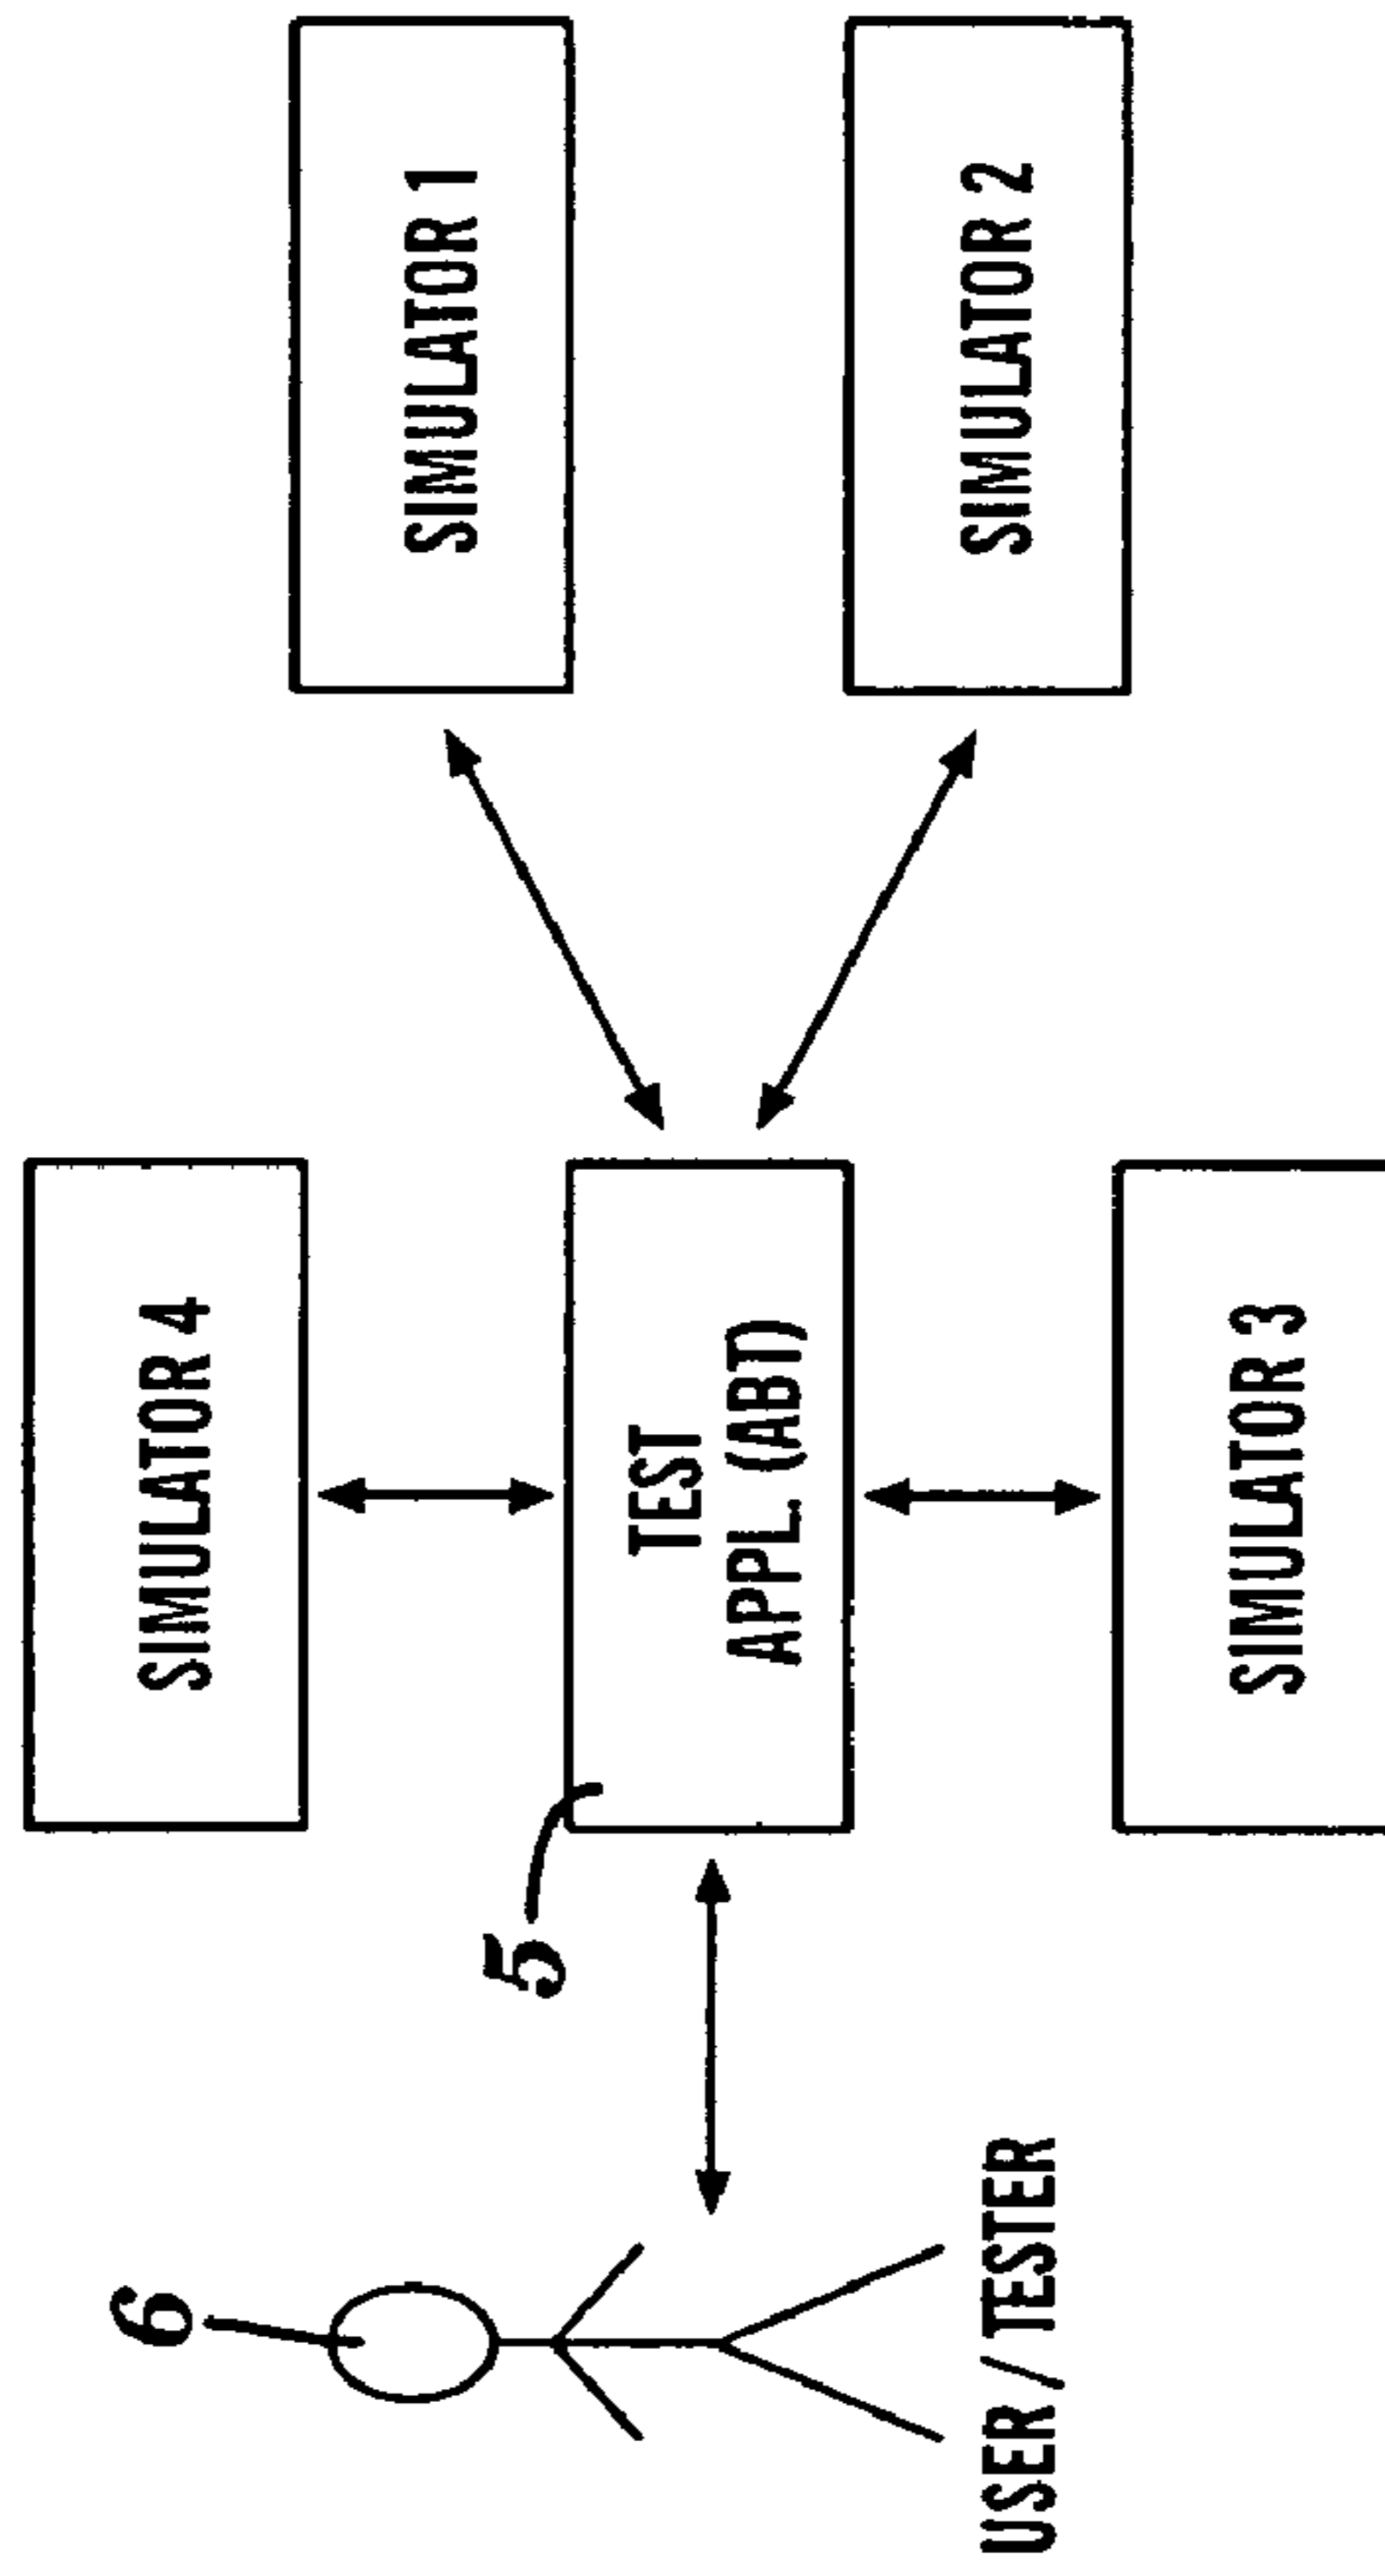 SIMULATOR 4
SIMULATOR 1
6
5
TEST
APPL. (ABT)
SIMULATOR 2
USER / TESTER
SIMULATOR 3